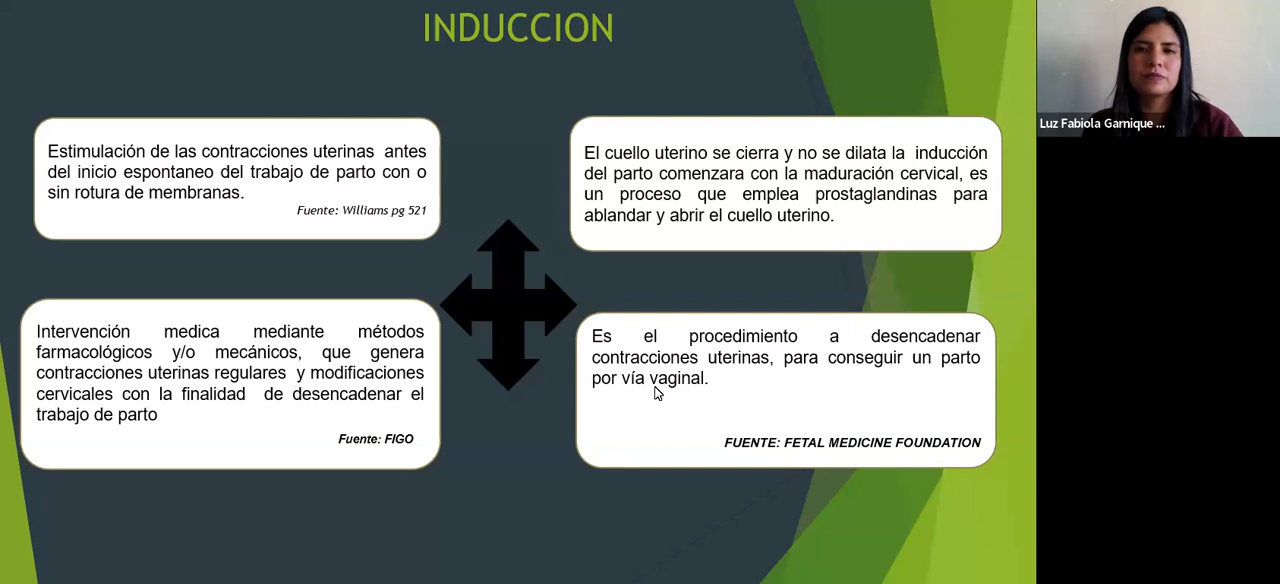 INDUCCION
Estimulación de las contracciones uterinas antes
del inicio espontaneo del trabajo de parto con o
sin rotura de membranas.
Fuente: Williams pg 521
El cuello uterino se cierra y no se dilata la inducción
del parto comenzara con la maduración cervical, es
un proceso que emplea prostaglandinas para
ablandar y abrir el cuello uterino.
Intervención medica mediante métodos
farmacológicos y/o mecánicos, que genera
contracciones uterinas regulares y modificaciones
cervicales con la finalidad de desencadenar el
trabajo de parto
Fuente: FIGO
Es el procedimiento a desencadenar
contracciones uterinas, para conseguir un parto
por vía vaginal.
FUENTE: FETAL MEDICINE FOUNDATION
Luz Fabiola Garnique ...